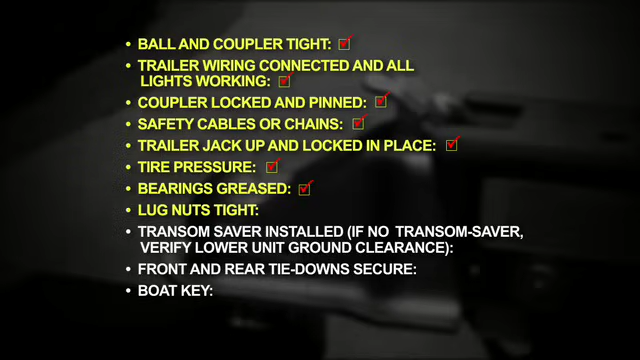 • BALL AND COUPLER TIGHT: ☑
• TRAILER WIRING CONNECTED AND ALL
LIGHTS WORKING: ☑
• COUPLER LOCKED AND PINNED: ☑
• SAFETY CABLES OR CHAINS: ☑
• TRAILER JACK UP AND LOCKED IN PLACE: ☑
• TIRE PRESSURE: ☑
• BEARINGS GREASED: ☑
• LUG NUTS TIGHT:
• TRANSOM SAVER INSTALLED (IF NO TRANSOM-SAVER,
VERIFY LOWER UNIT GROUND CLEARANCE):
• FRONT AND REAR TIE-DOWNS SECURE:
• BOAT KEY: